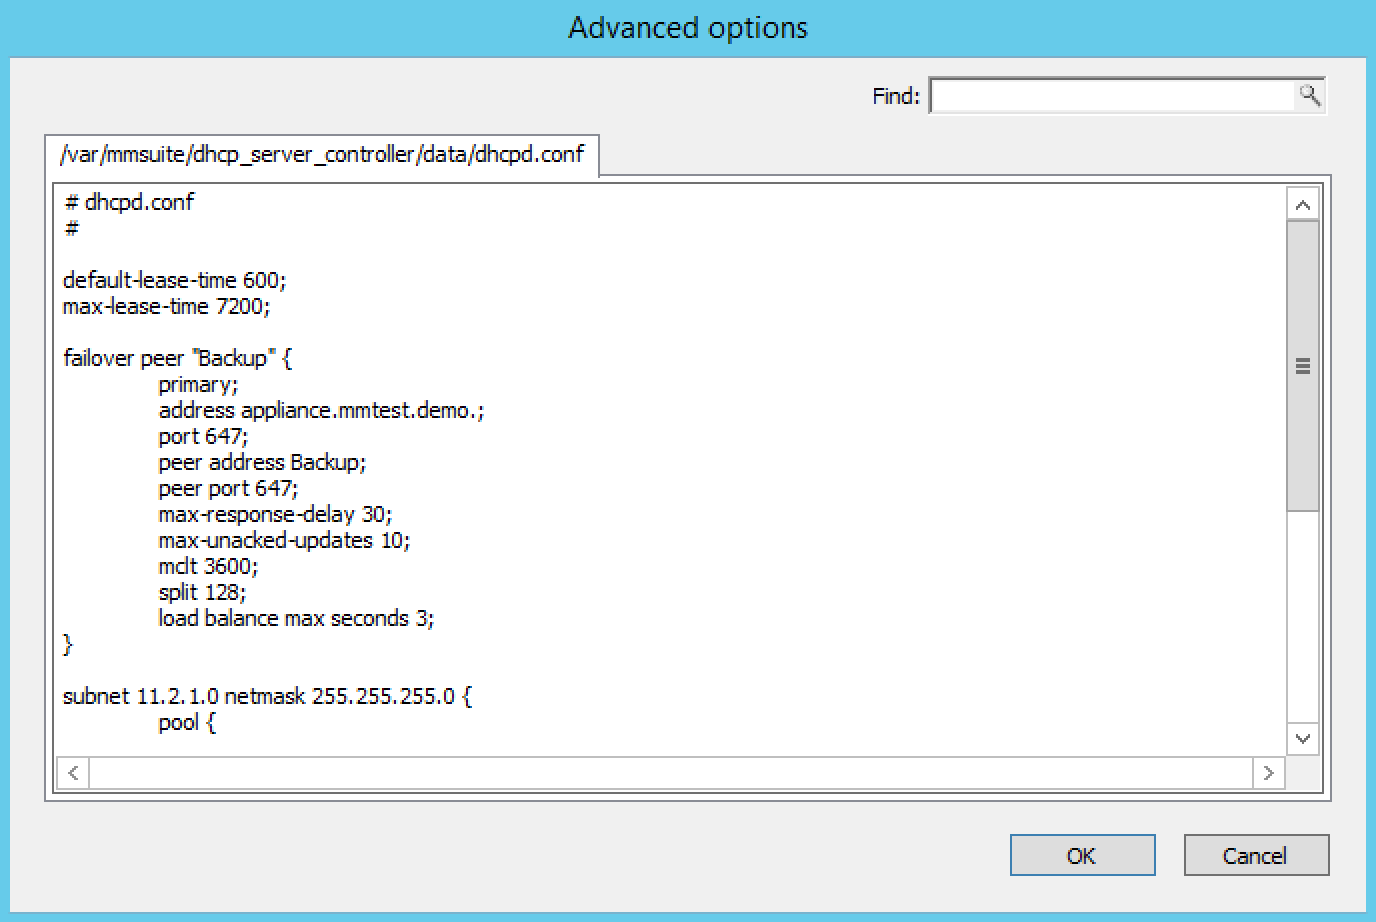 Advanced options
Find:
/var/mmsuite/dhcp_server_controller/data/dhcpd.conf
# dhcpd.conf
#
default-lease-time 600;
max-lease-time 7200;
failover peer "Backup" {
primary;
address appliance.mmtest.demo.;
port 647;
peer address Backup;
peer port 647;
max-response-delay 30;
max-unacked-updates 10;
mclt 3600;
split 128;
load balance max seconds 3;
}
subnet 11.2.1.0 netmask 255.255.255.0 {
pool {
OK
Cancel